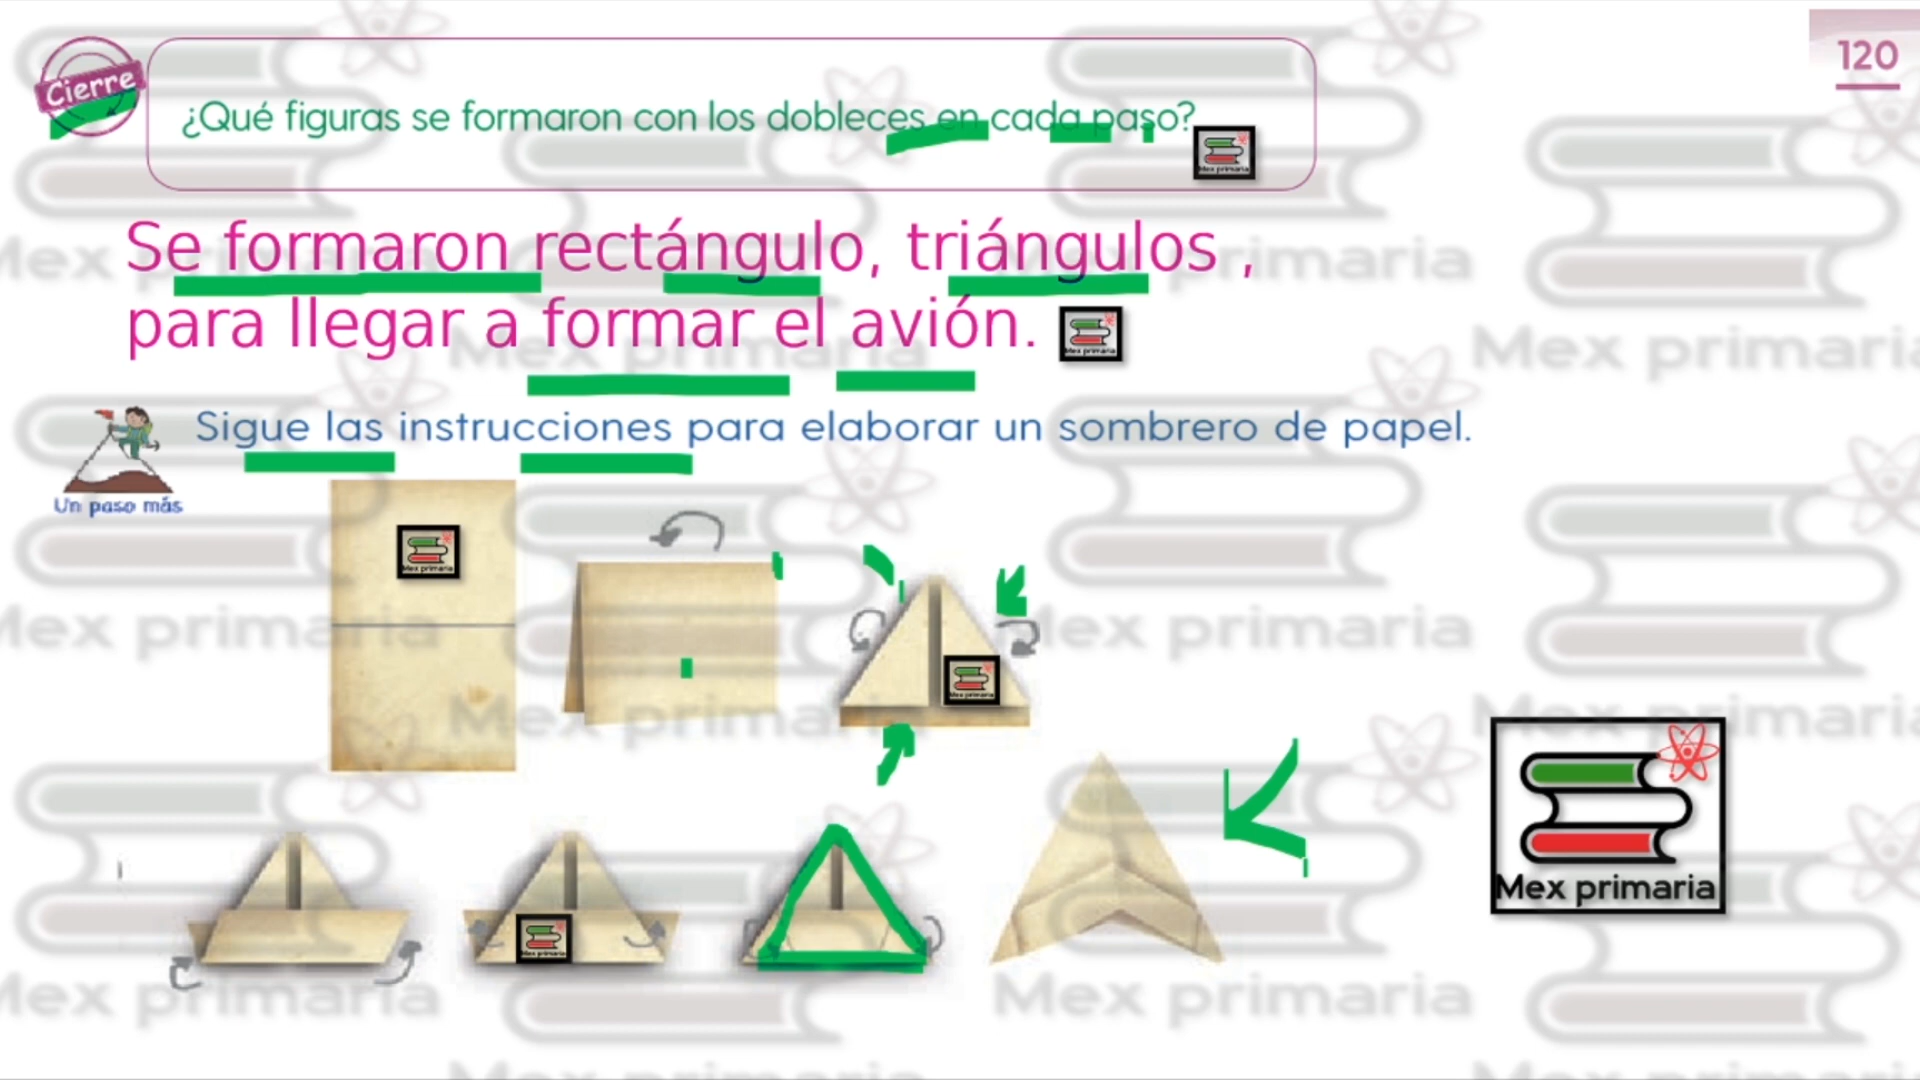 120
Cierre
¿Qué figuras se formaron con los dobleces en cada paso?
Se formaron rectángulo, triángulos ,
para llegar a formar el avión.
Sigue las instrucciones para elaborar un sombrero de papel.
Un paso más
Mex primaria